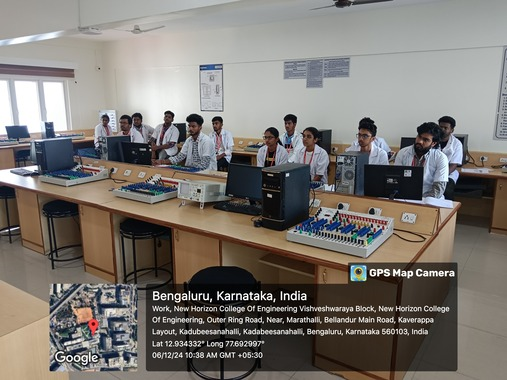 GPS Map Camera
Bengaluru, Karnataka, India
Work, New Horizon College Of Engineering Vishveshwaraya Block, New Horizon College
Of Engineering, Outer Ring Road, Near, Marathalli, Bellandur Main Road, Kaverappa
Layout, Kadubeesanahalli, Kadabeesanahalli, Bengaluru, Karnataka 560103, India
Lat 12.934332° Long 77.692997°
06/12/24 10:38 AM GMT +05:30
Google